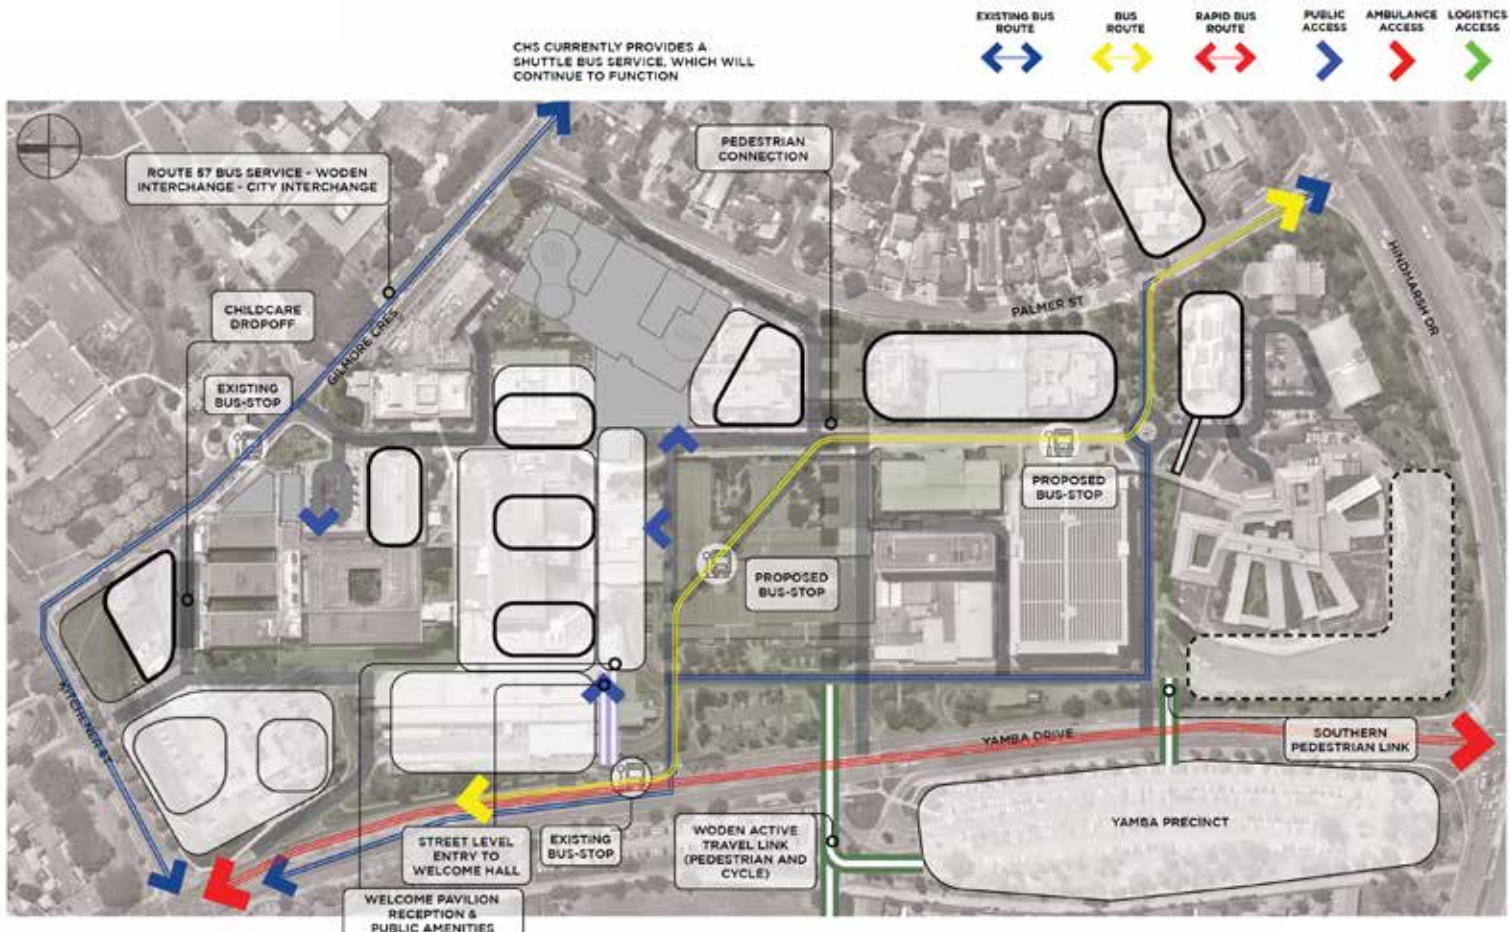 EXISTING BUS
ROUTE
BUS
ROUTE
RAPID BUS
ROUTE
PUBLIC
ACCESS
AMBULANCE
ACCESS
LOGISTICS
ACCESS
CHS CURRENTLY PROVIDES A
SHUTTLE BUS SERVICE, WHICH WILL
CONTINUE TO FUNCTION
PEDESTRIAN
CONNECTION
ROUTE 57 BUS SERVICE - WODEN
INTERCHANGE - CITY INTERCHANGE
HINDMARSH DR
CHILDCARE
DROPOFF
PALMER ST
GILMORE CRES
EXISTING
BUS-STOP
PROPOSED
BUS-STOP
PROPOSED
BUS-STOP
KITCHENER ST
YAMBA DRIVE
SOUTHERN
PEDESTRIAN LINK
YAMBA PRECINCT
STREET LEVEL
ENTRY TO
WELCOME HALL
EXISTING
BUS-STOP
WODEN ACTIVE
TRAVEL LINK
(PEDESTRIAN AND
CYCLE)
WELCOME PAVILION
RECEPTION &
PUBLIC AMENITIES